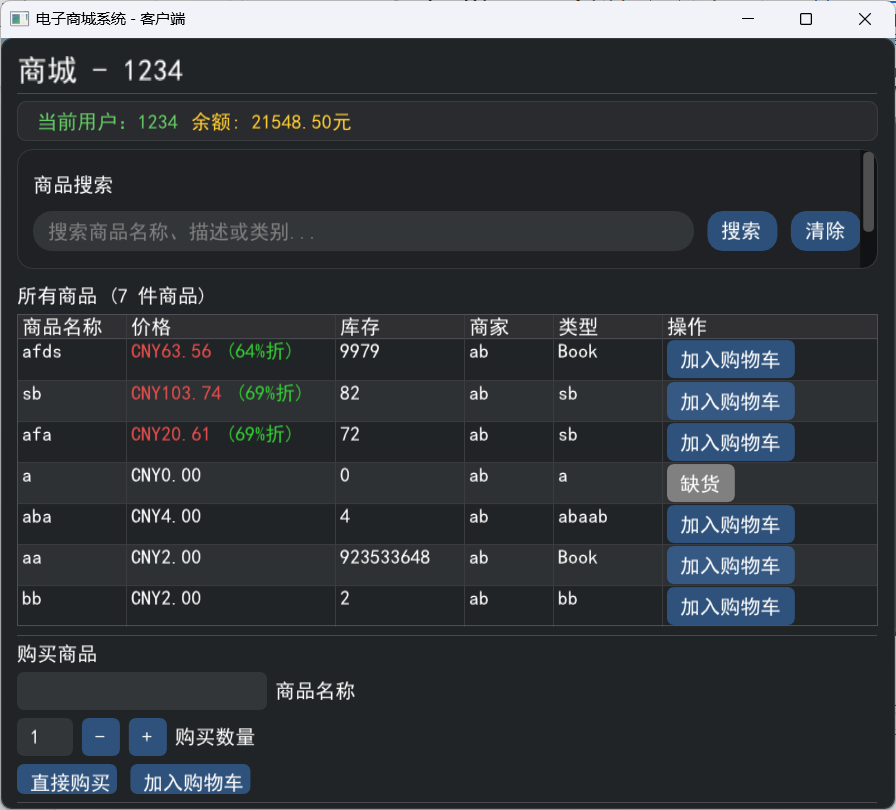 电子商城系统 - 客户端
商城 - 1234
当前用户: 1234 余额: 21548.50元
商品搜索
搜索商品名称、描述或类别... 搜索 清除
所有商品 (7 件商品)
商品名称 价格 库存 商家 类型 操作
afds CNY63.56 (64%折) 9979 ab Book 加入购物车
sb CNY103.74 (69%折) 82 ab sb 加入购物车
afa CNY20.61 (69%折) 72 ab sb 加入购物车
a CNY0.00 0 ab a 缺货
aba CNY4.00 4 ab abaab 加入购物车
aa CNY2.00 923533648 ab Book 加入购物车
bb CNY2.00 2 ab bb 加入购物车
购买商品
商品名称
1 - + 购买数量
直接购买 加入购物车